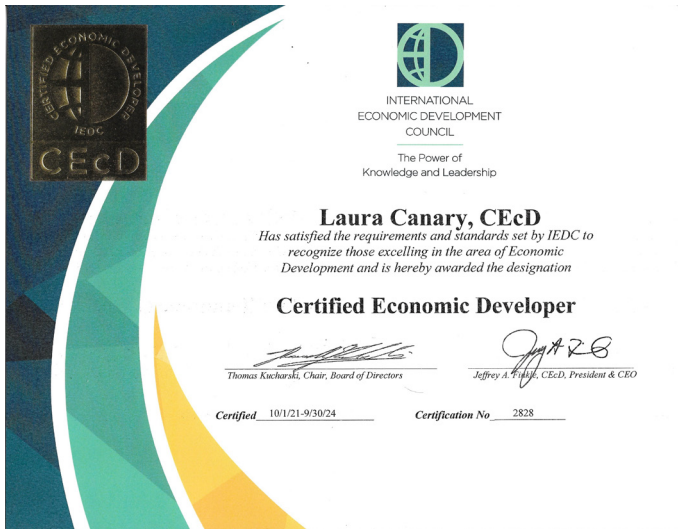 CERTIFIED ECONOMIC DEVELOPER
IEDC
CEcD
INTERNATIONAL
ECONOMIC DEVELOPMENT
COUNCIL
The Power of
Knowledge and Leadership
Laura Canary, CEcD
Has satisfied the requirements and standards set by IEDC to
recognize those excelling in the area of Economic
Development and is hereby awarded the designation
Certified Economic Developer
Thomas Kucharski, Chair, Board of Directors
Jeffrey A. Finkle, CEcD, President & CEO
Certified 10/1/21-9/30/24
Certification No 2828